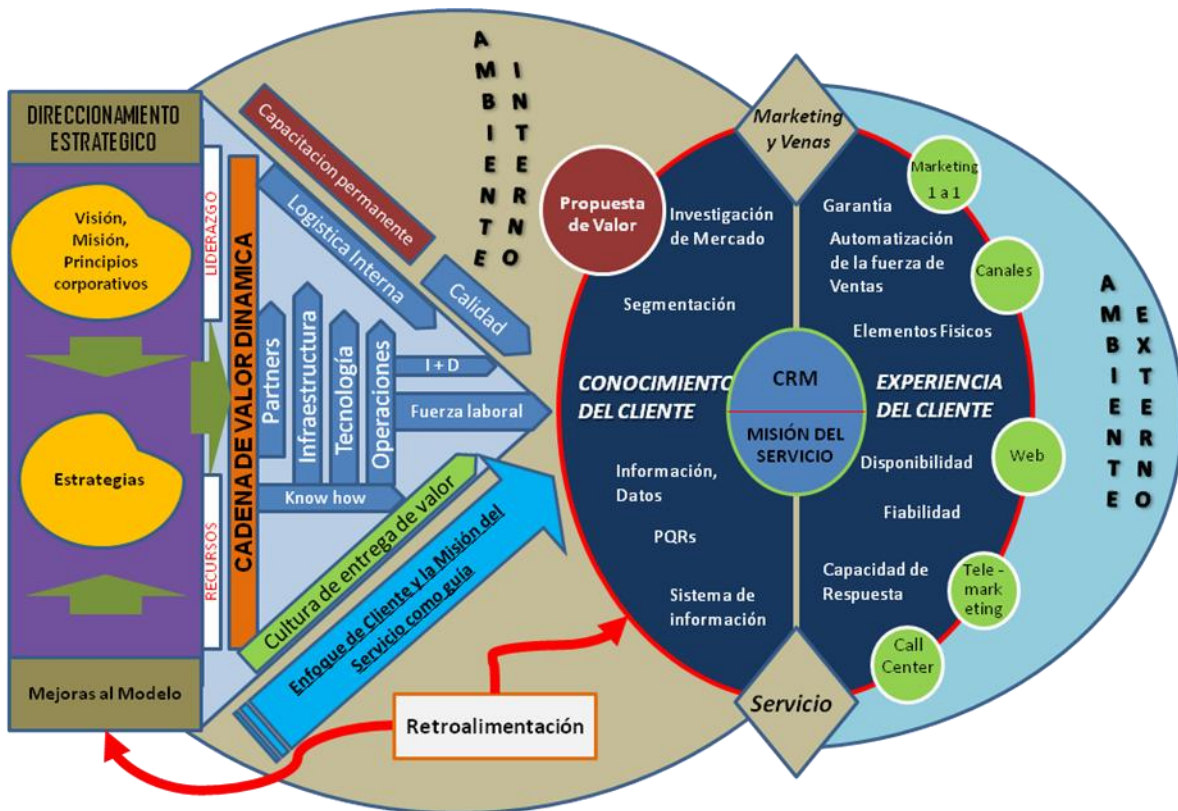 DIRECCIONAMIENTO
ESTRATEGICO
Visión,
Misión,
Principios
corporativos
Estrategias
Mejoras al Modelo
LIDERAZGO
RECURSOS
CADENA DE VALOR DINAMICA
Capacitacion permanente
Logistica Interna
Calidad
Partners
Infraestructura
Tecnología
Operaciones
I + D
Fuerza laboral
Know how
Cultura de entrega de valor
Enfoque de Cliente y la Misión del
Servicio como guía
Retroalimentación
AMBIENTE
INTERNO
Propuesta
de Valor
Marketing
y Venas
Investigación
de Mercado
Segmentación
CONOCIMIENTO
DEL CLIENTE
Información,
Datos
PQRs
Sistema de
información
CRM
MISIÓN DEL
SERVICIO
Garantía
Automatización
de la fuerza de
Ventas
Elementos Fisicos
EXPERIENCIA
DEL CLIENTE
Disponibilidad
Fiabilidad
Capacidad de
Respuesta
Servicio
Marketing
1 a 1
Canales
Web
Tele -
mark
eting
Call
Center
AMBIENTE
EXTERNO